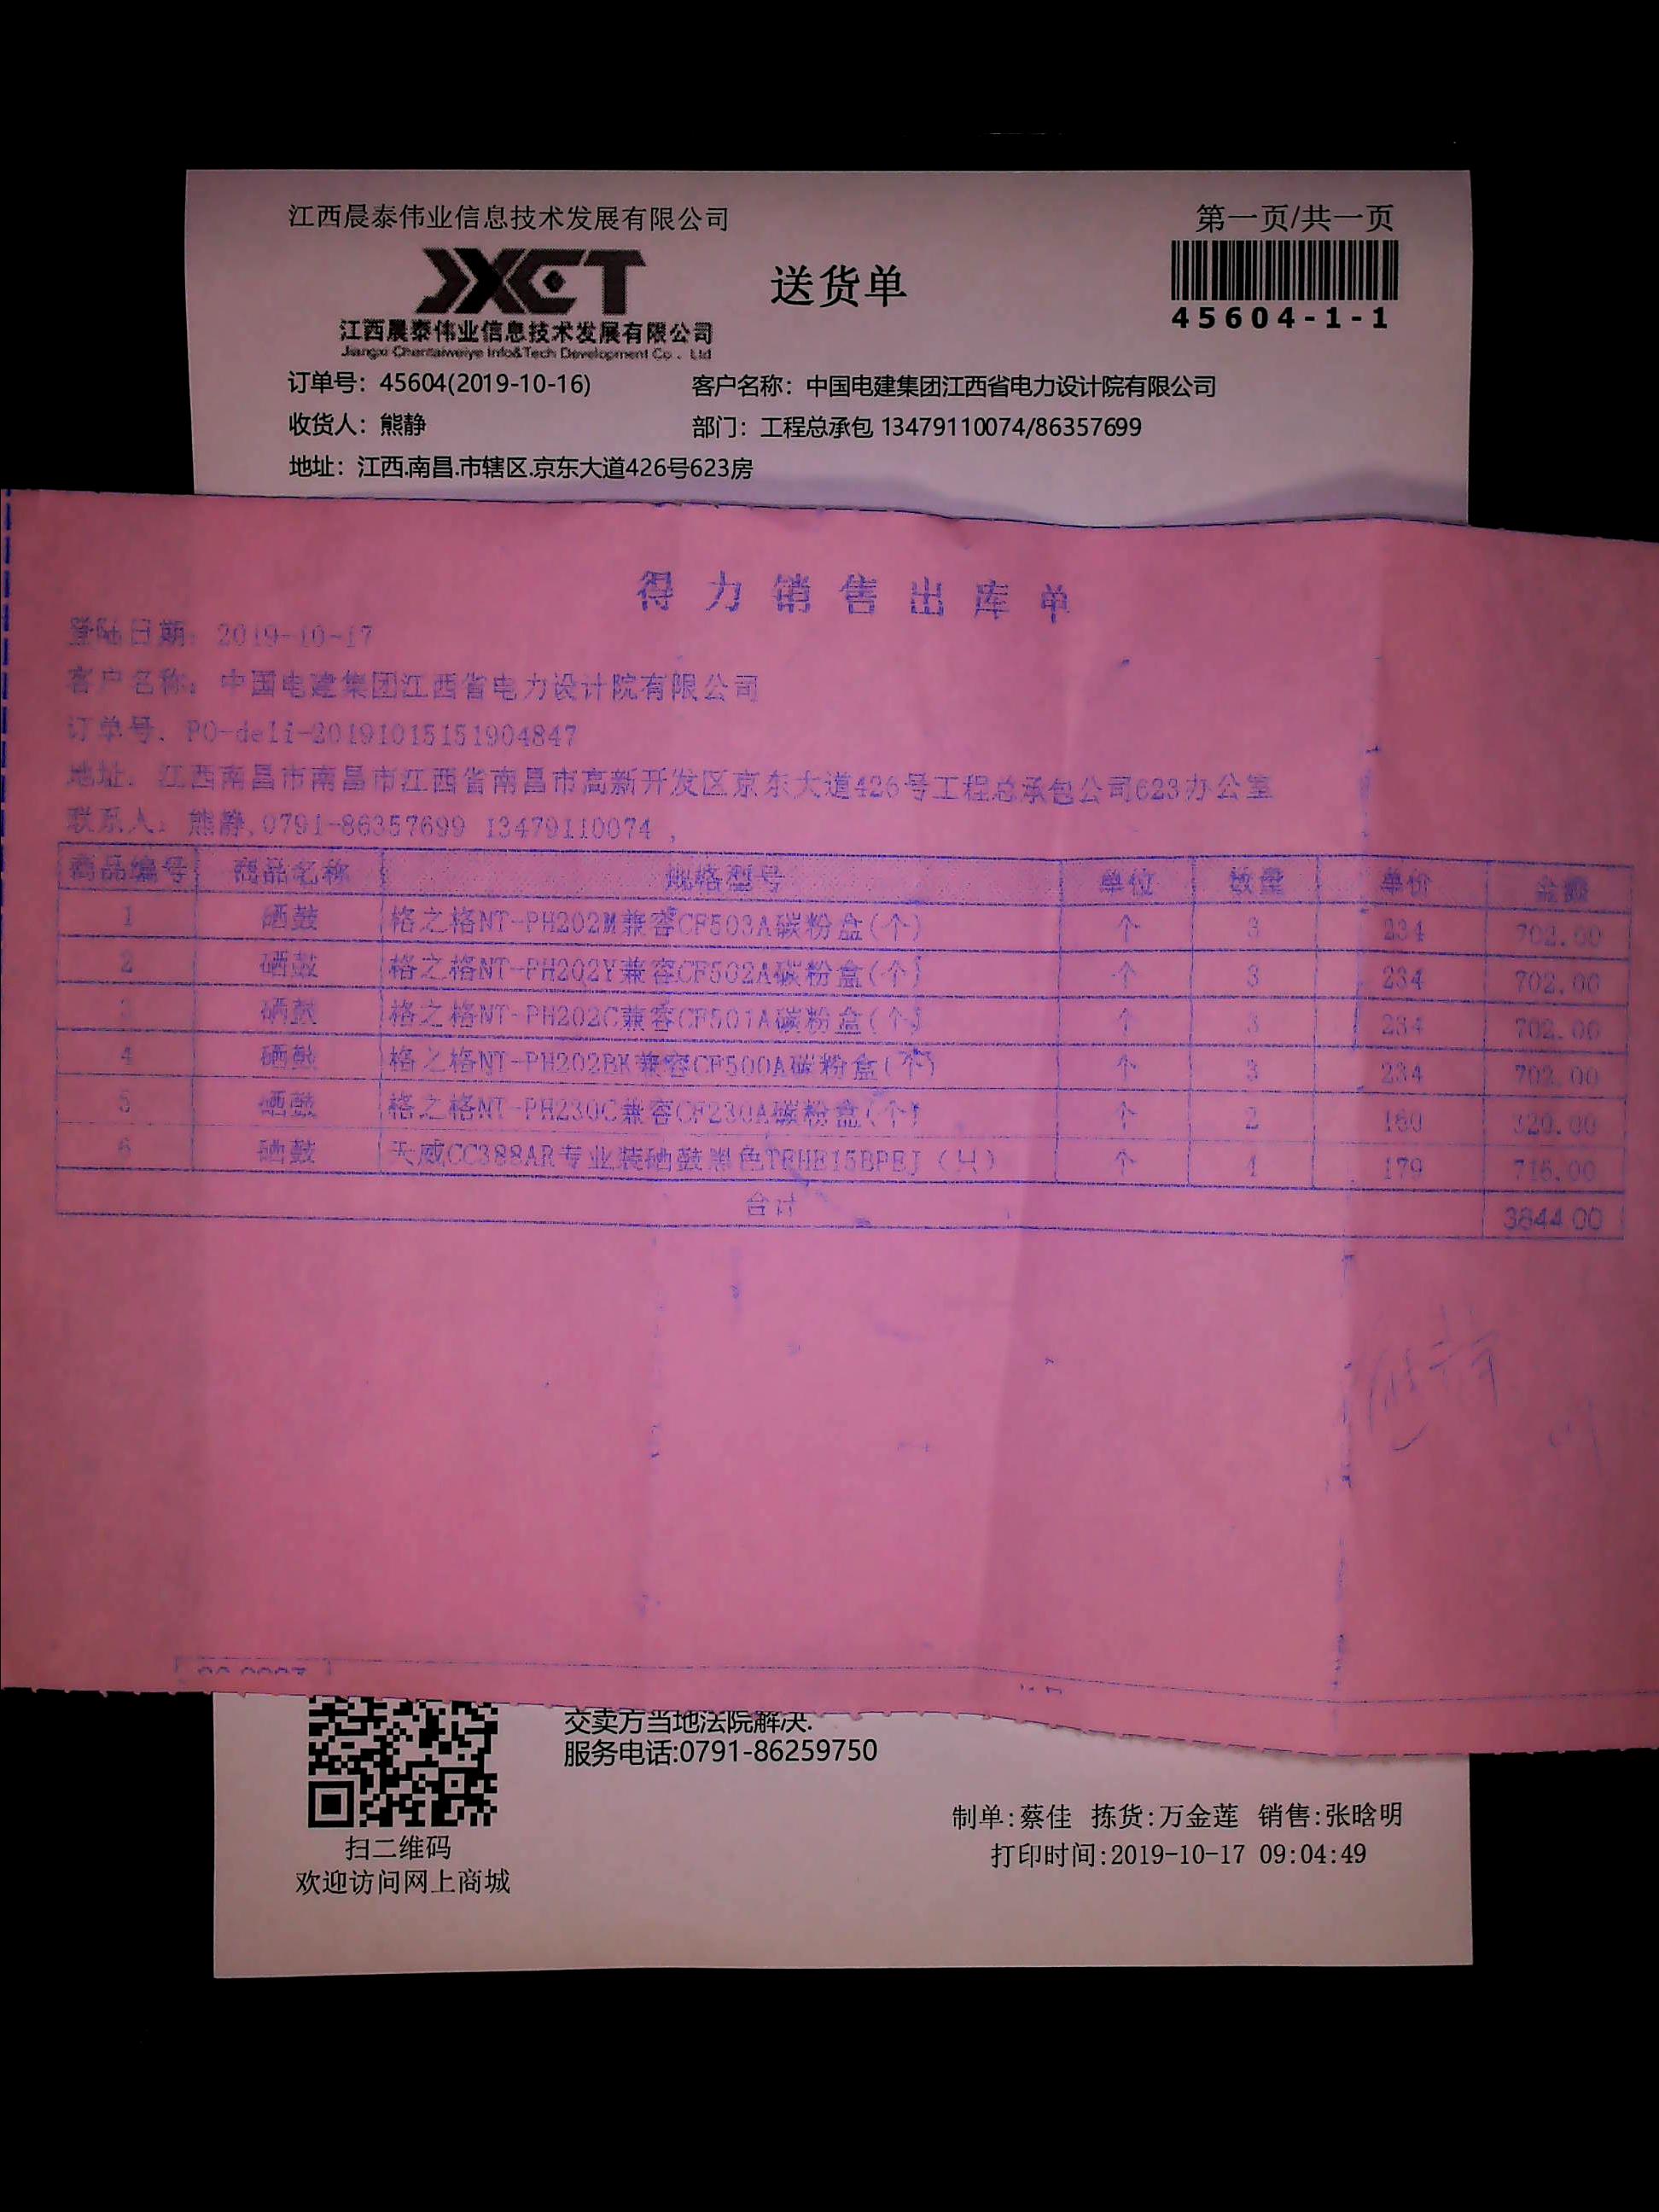 江西晨泰伟业信息技术发展有限公司 第一页/共一页
JXCT 送货单
45604-1-1
江西晨泰伟业信息技术发展有限公司
Jiangxi Chentaiweiye Info&Tech Development Co . Ltd
订单号：45604(2019-10-16) 客户名称：中国电建集团江西省电力设计院有限公司
收货人：熊静 部门：工程总承包 13479110074/86357699
地址：江西.南昌.市辖区.京东大道426号623房
得力销售出库单
登陆日期：2019-10-17
客户名称：中国电建集团江西省电力设计院有限公司
订单号：PO-deli-20191015151904847
地址：江西南昌市南昌市江西省南昌市高新开发区京东大道426号工程总承包公司623办公室
联系人：熊静,0791-86357699 13479110074 ,
商品编号 商品名称 规格型号 单位 数量 单价 金额
1 硒鼓 格之格NT-PH202M兼容CF503A碳粉盒(个) 个 3 234 702.00
2 硒鼓 格之格NT-PH202Y兼容CF502A碳粉盒(个) 个 3 234 702.00
3 硒鼓 格之格NT-PH202C兼容CF501A碳粉盒(个) 个 3 234 702.00
4 硒鼓 格之格NT-PH202BK兼容CF500A碳粉盒(个) 个 3 234 702.00
5 硒鼓 格之格NT-PH230C兼容CF230A碳粉盒(个) 个 2 160 320.00
6 硒鼓 天威CC388AR专业装硒鼓黑色 (只) 个 4 179 716.00
合计 3844.00
熊静
交卖方当地法院解决.
服务电话:0791-86259750
制单:蔡佳 拣货:万金莲 销售:张晗明
扫二维码 打印时间:2019-10-17 09:04:49
欢迎访问网上商城